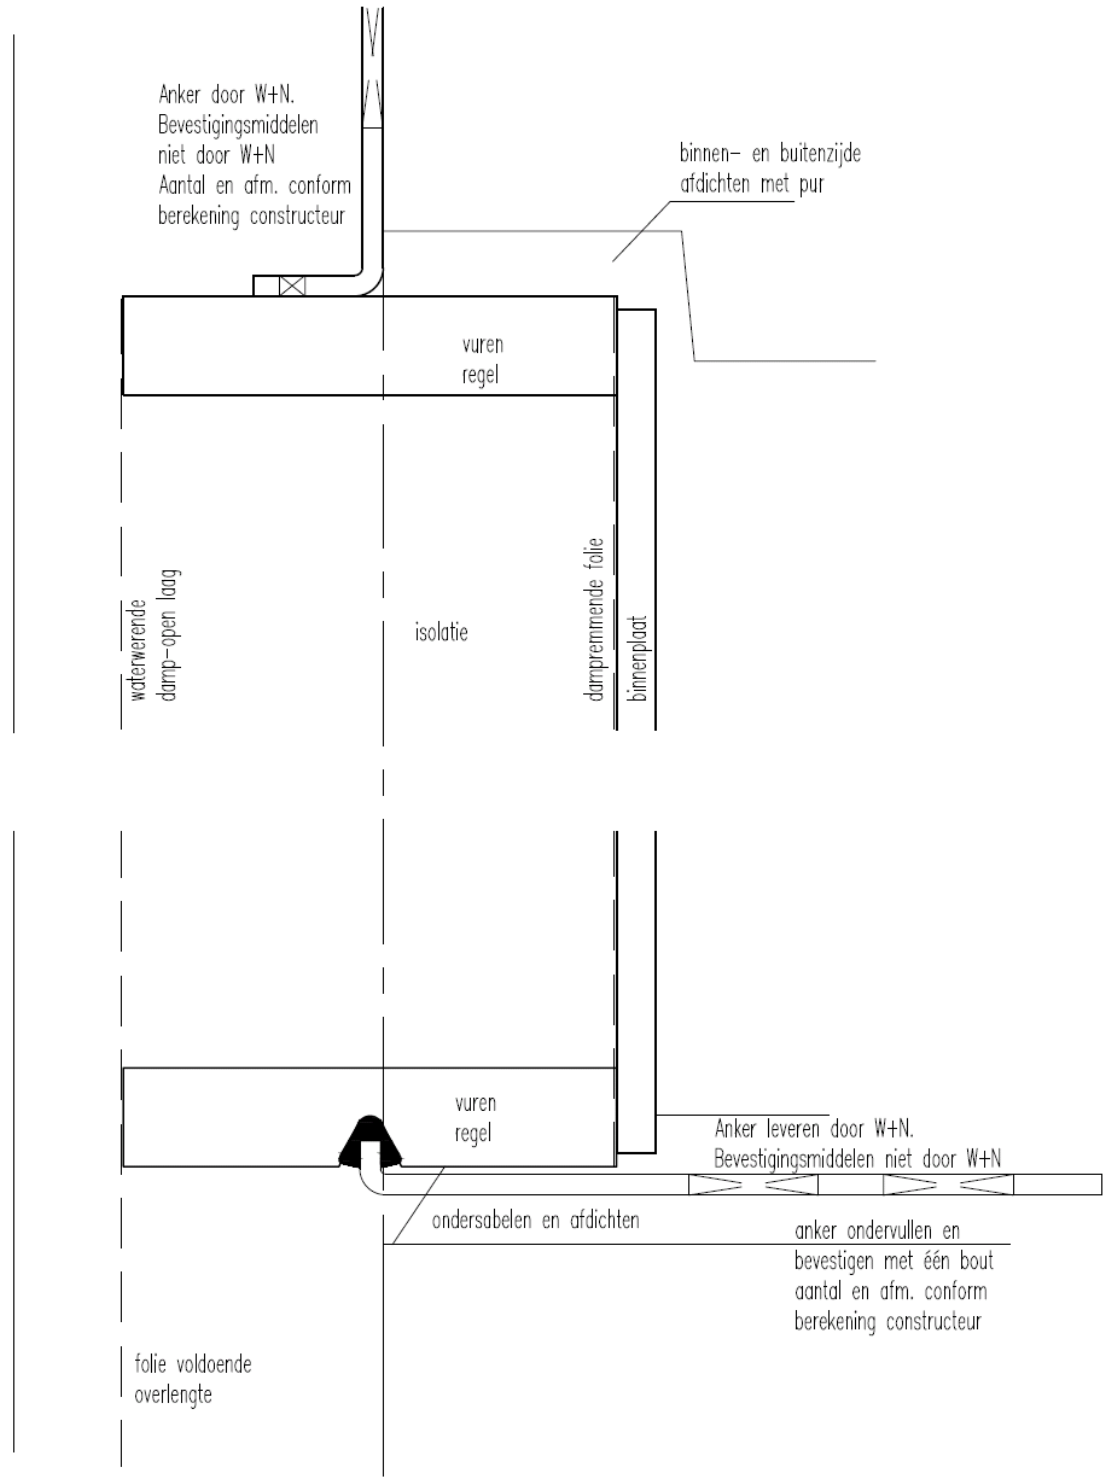 Anker door W+N.
Bevestigingsmiddelen
niet door W+N
Aantal en afm. conform
berekening constructeur
binnen- en buitenzijde
afdichten met pur
vuren
regel
waterwerende
damp-open laag
isolatie
dampremmende folie
binnenplaat
vuren
regel
Anker leveren door W+N.
Bevestigingsmiddelen niet door W+N
ondersabelen en afdichten
anker ondervullen en
bevestigen met één bout
aantal en afm. conform
berekening constructeur
folie voldoende
overlengte